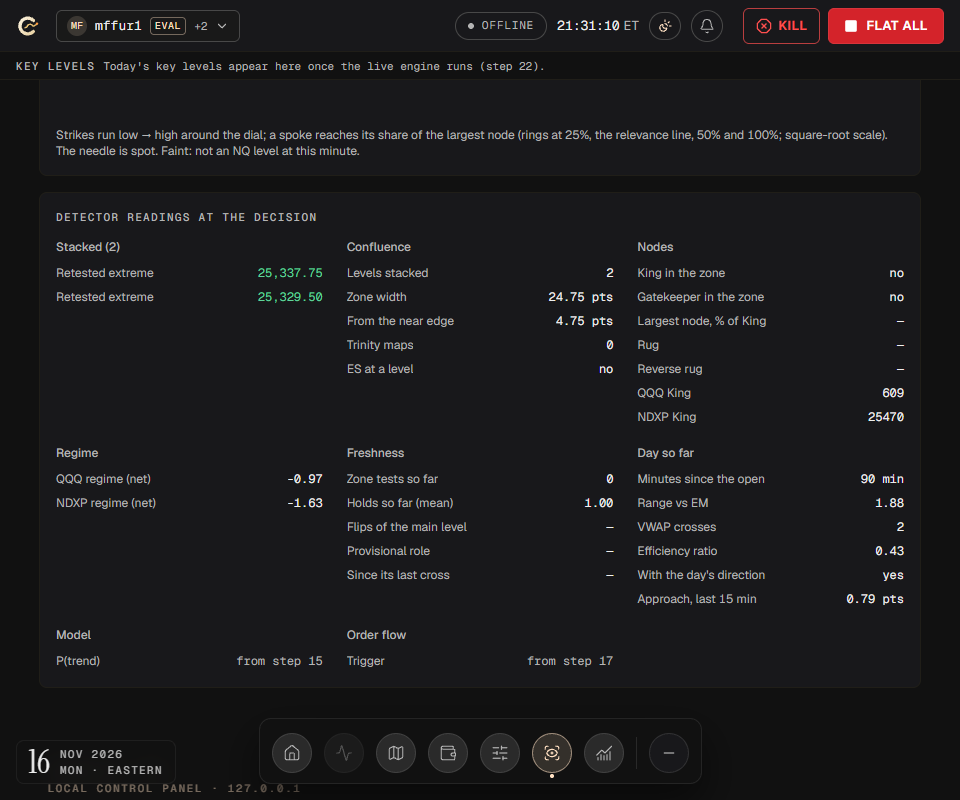 MF mffur1 EVAL +2
OFFLINE
21:31:10 ET
KILL
FLAT ALL
KEY LEVELS Today's key levels appear here once the live engine runs (step 22).
Strikes run low → high around the dial; a spoke reaches its share of the largest node (rings at 25%, the relevance line, 50% and 100%; square-root scale).
The needle is spot. Faint: not an NQ level at this minute.
DETECTOR READINGS AT THE DECISION
Stacked (2)
Retested extreme 25,337.75
Retested extreme 25,329.50
Confluence
Levels stacked 2
Zone width 24.75 pts
From the near edge 4.75 pts
Trinity maps 0
ES at a level no
Nodes
King in the zone no
Gatekeeper in the zone no
Largest node, % of King —
Rug —
Reverse rug —
QQQ King 609
NDXP King 25470
Regime
QQQ regime (net) -0.97
NDXP regime (net) -1.63
Freshness
Zone tests so far 0
Holds so far (mean) 1.00
Flips of the main level —
Provisional role —
Since its last cross —
Day so far
Minutes since the open 90 min
Range vs EM 1.88
VWAP crosses 2
Efficiency ratio 0.43
With the day's direction yes
Approach, last 15 min 0.79 pts
Model
P(trend) from step 15
Order flow
Trigger from step 17
16 NOV 2026
MON · EASTERN
LOCAL CONTROL PANEL · 127.0.0.1